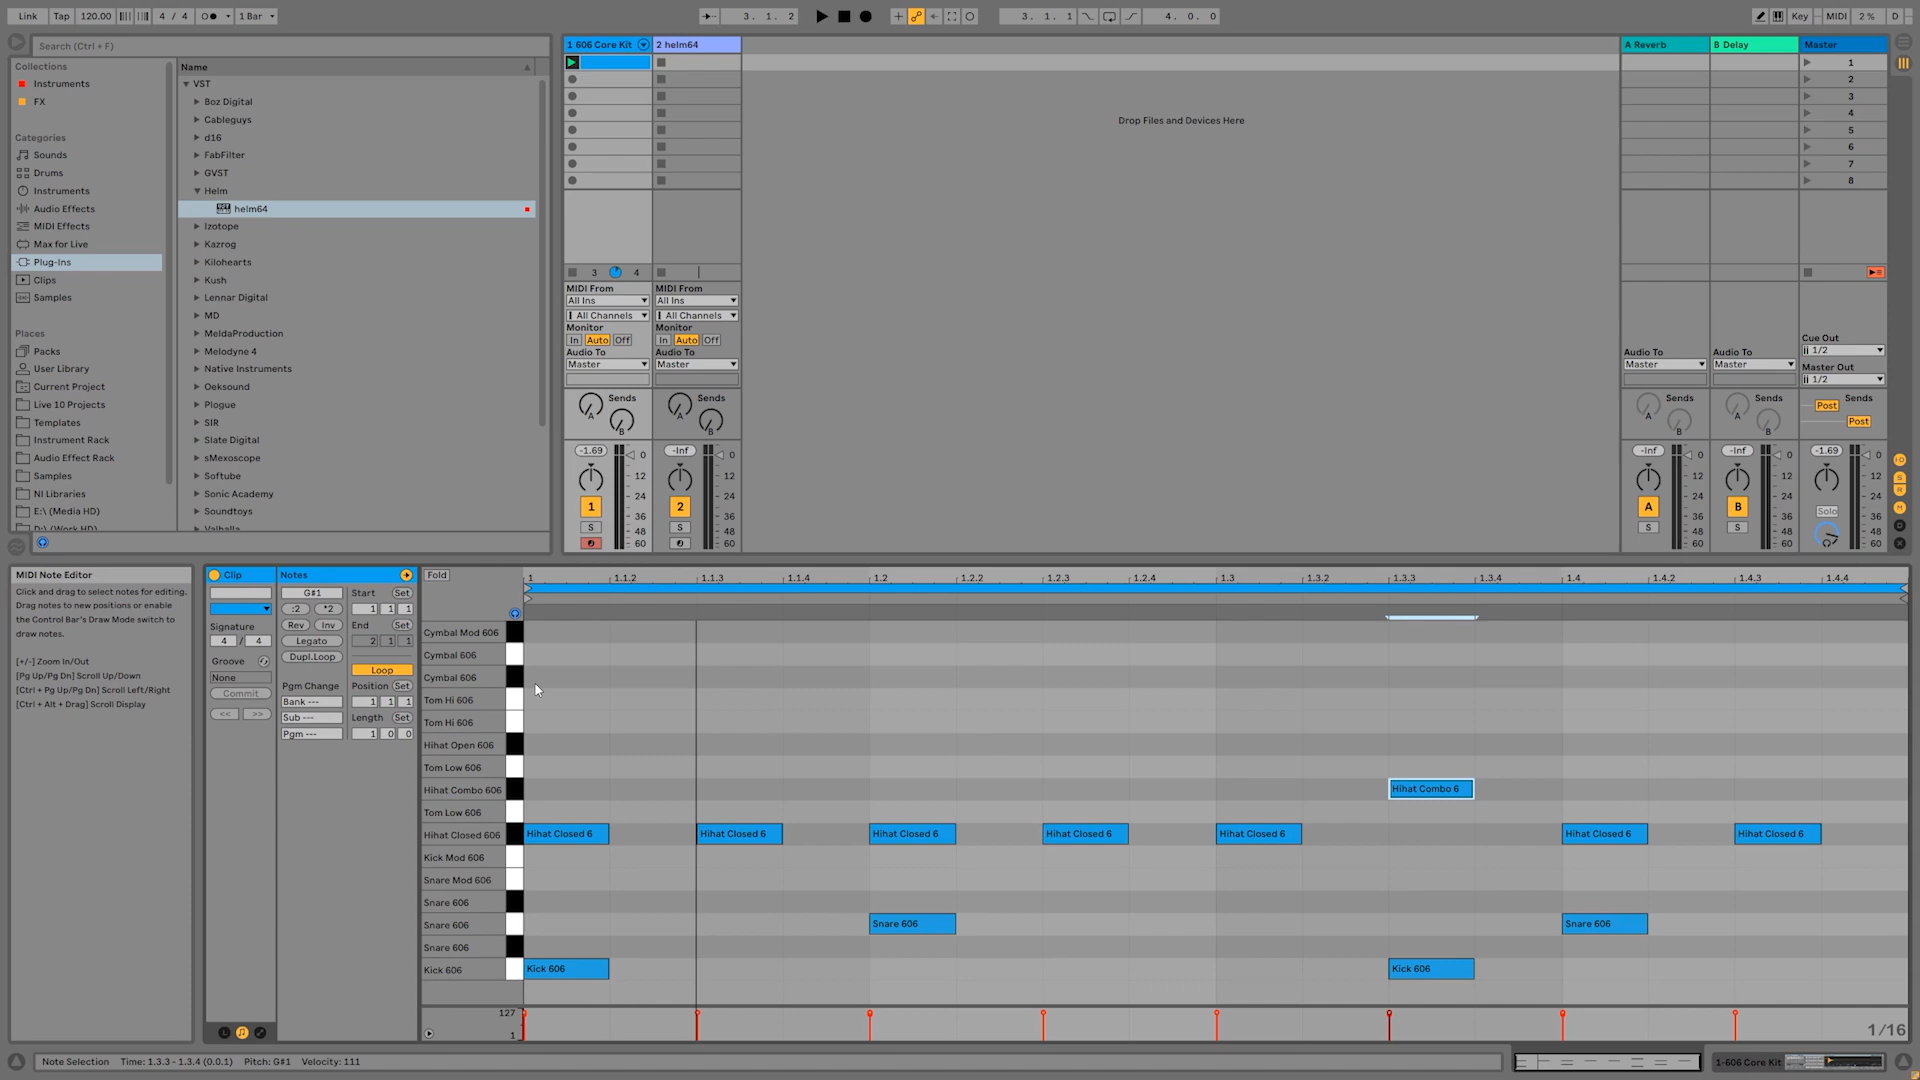 Link Tap 120.00 4 / 4 1 Bar 3. 1. 2 3. 1. 1 4. 0. 0 Key MIDI 2 % D
Search (Ctrl + F)
Collections
Instruments
FX
Categories
Sounds
Drums
Instruments
Audio Effects
MIDI Effects
Max for Live
Plug-Ins
Clips
Samples
Places
Packs
User Library
Current Project
Live 10 Projects
Templates
Instrument Rack
Audio Effect Rack
Samples
NI Libraries
E:\ (Media HD)
D:\ (Work HD)
Name
VST
Boz Digital
Cableguys
d16
FabFilter
GVST
Helm
helm64
Izotope
Kazrog
Kilohearts
Kush
Lennar Digital
MD
MeldaProduction
Melodyne 4
Native Instruments
Oeksound
Plogue
SIR
Slate Digital
sMexoscope
Softube
Sonic Academy
Soundtoys
Valhalla
1 606 Core Kit 2 helm64
Drop Files and Devices Here
A Reverb B Delay Master
1
2
3
4
5
6
7
8
3 4
MIDI From MIDI From
All Ins All Ins
All Channels All Channels
Monitor Monitor
In Auto Off In Auto Off
Audio To Audio To
Master Master
Sends Sends
A B A B
-1.69 -Inf
0 0
12 12
24 24
36 36
48 48
60 60
1 2
S S
Cue Out
1/2
Audio To Audio To Master Out
Master Master 1/2
Sends Sends Post Sends
A B A B Post
-Inf -Inf -1.69
0 0 0
12 12 12
24 24 24
36 36 36
48 48 48
60 60 60
A B Solo
S S
MIDI Note Editor
Click and drag to select notes for editing.
Drag notes to new positions or enable
the Control Bar's Draw Mode switch to
draw notes.
[+/-] Zoom In/Out
[Pg Up/Pg Dn] Scroll Up/Down
[Ctrl + Pg Up/Pg Dn] Scroll Left/Right
[Ctrl + Alt + Drag] Scroll Display
Clip
Signature
4 / 4
Groove
None
Commit
<< >>
Notes
G#1 Start Set
:2 *2 1 1 1
Rev Inv End Set
Legato 2 1 1
Dupl.Loop
Loop
Pgm Change Position Set
Bank --- 1 1 1
Sub --- Length Set
Pgm --- 1 0 0
Fold
1 1.1.2 1.1.3 1.1.4 1.2 1.2.2 1.2.3 1.2.4 1.3 1.3.2 1.3.3 1.3.4 1.4 1.4.2 1.4.3 1.4.4
Cymbal Mod 606
Cymbal 606
Cymbal 606
Tom Hi 606
Tom Hi 606
Hihat Open 606
Tom Low 606
Hihat Combo 606 Hihat Combo 6
Tom Low 606
Hihat Closed 606 Hihat Closed 6 Hihat Closed 6 Hihat Closed 6 Hihat Closed 6 Hihat Closed 6 Hihat Closed 6 Hihat Closed 6
Kick Mod 606
Snare Mod 606
Snare 606
Snare 606 Snare 606 Snare 606
Snare 606
Kick 606 Kick 606 Kick 606
127
1
1/16
Note Selection Time: 1.3.3 - 1.3.4 (0.0.1) Pitch: G#1 Velocity: 111
1-606 Core Kit